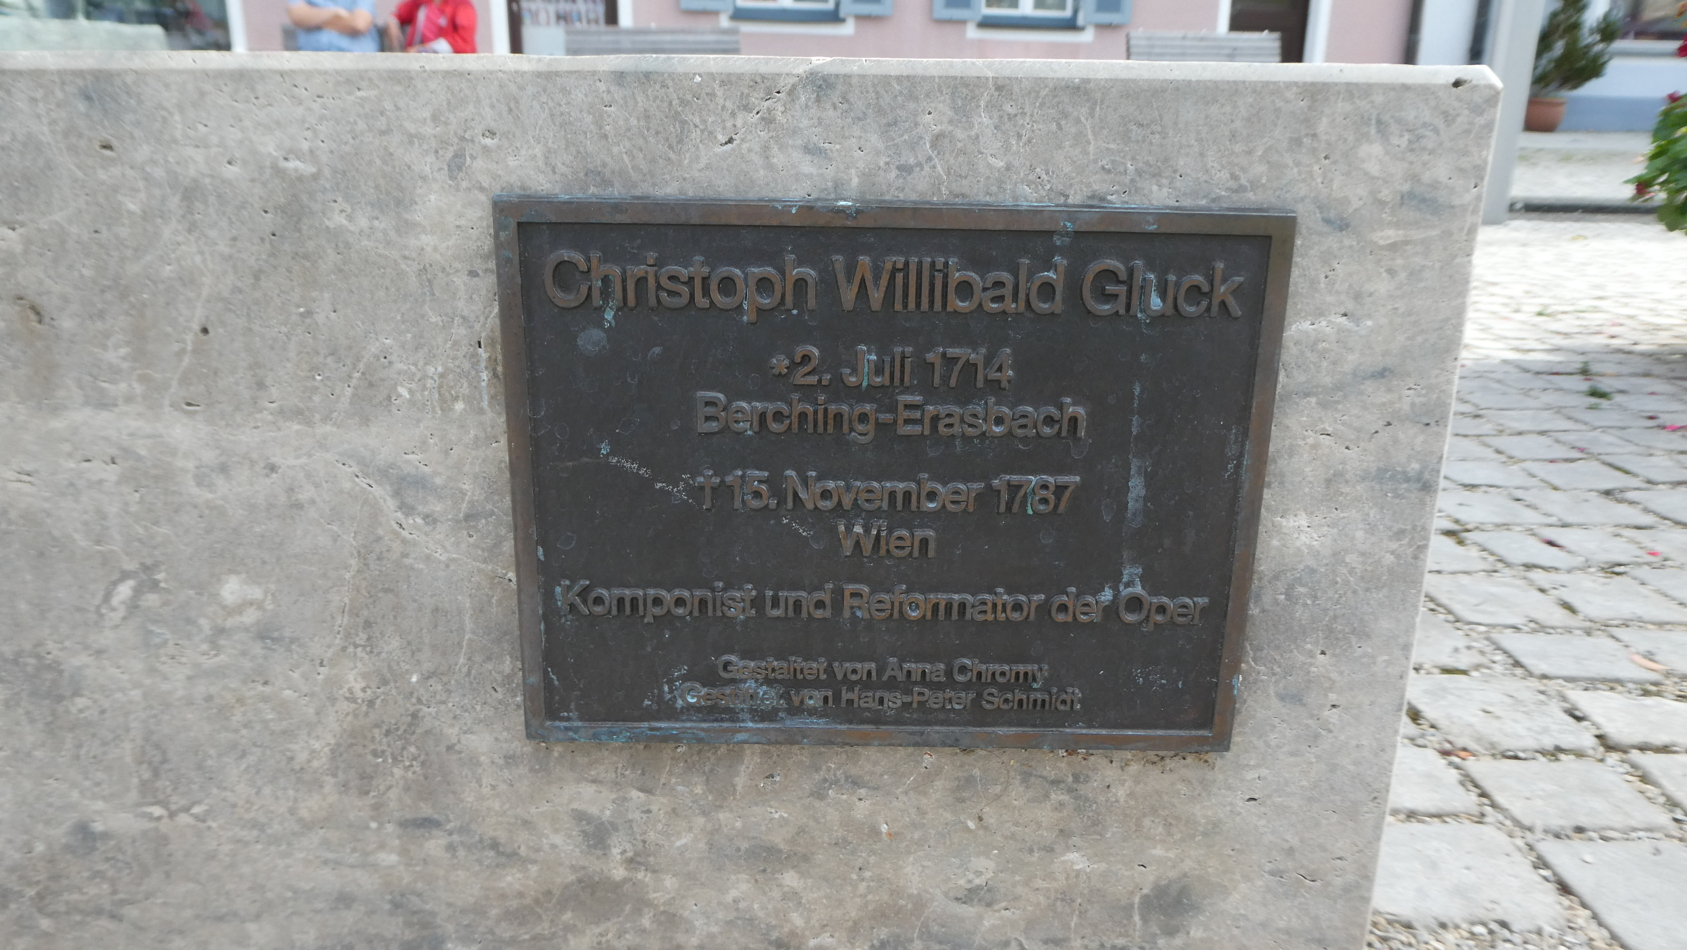 Christoph Willibald Gluck
*2. Juli 1714
Berching-Erasbach
†15. November 1787
Wien
Komponist und Reformator der Oper
Gestaltet von Anna Chromy
Gestiftet von Hans-Peter Schmidt